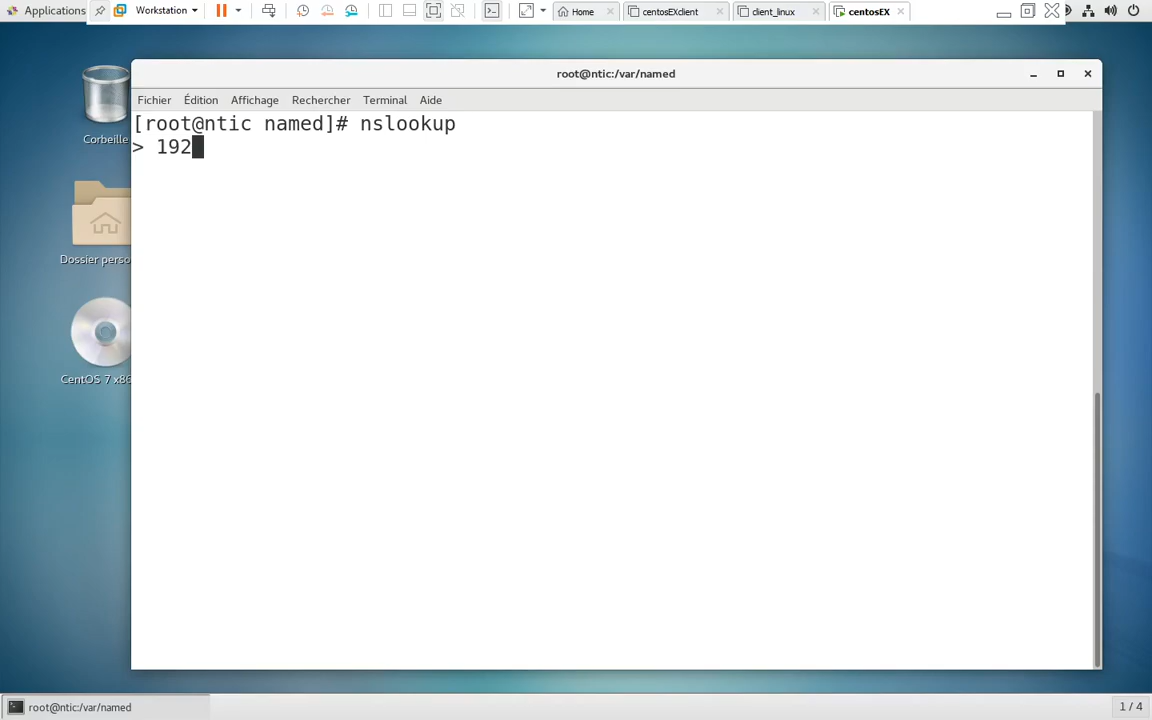 Applications Workstation Home centosEXclient client_linux centosEX
root@ntic:/var/named
Fichier Édition Affichage Rechercher Terminal Aide
[root@ntic named]# nslookup
> 192
Corbeille
Dossier perso
CentOS 7 x86
root@ntic:/var/named
1 / 4